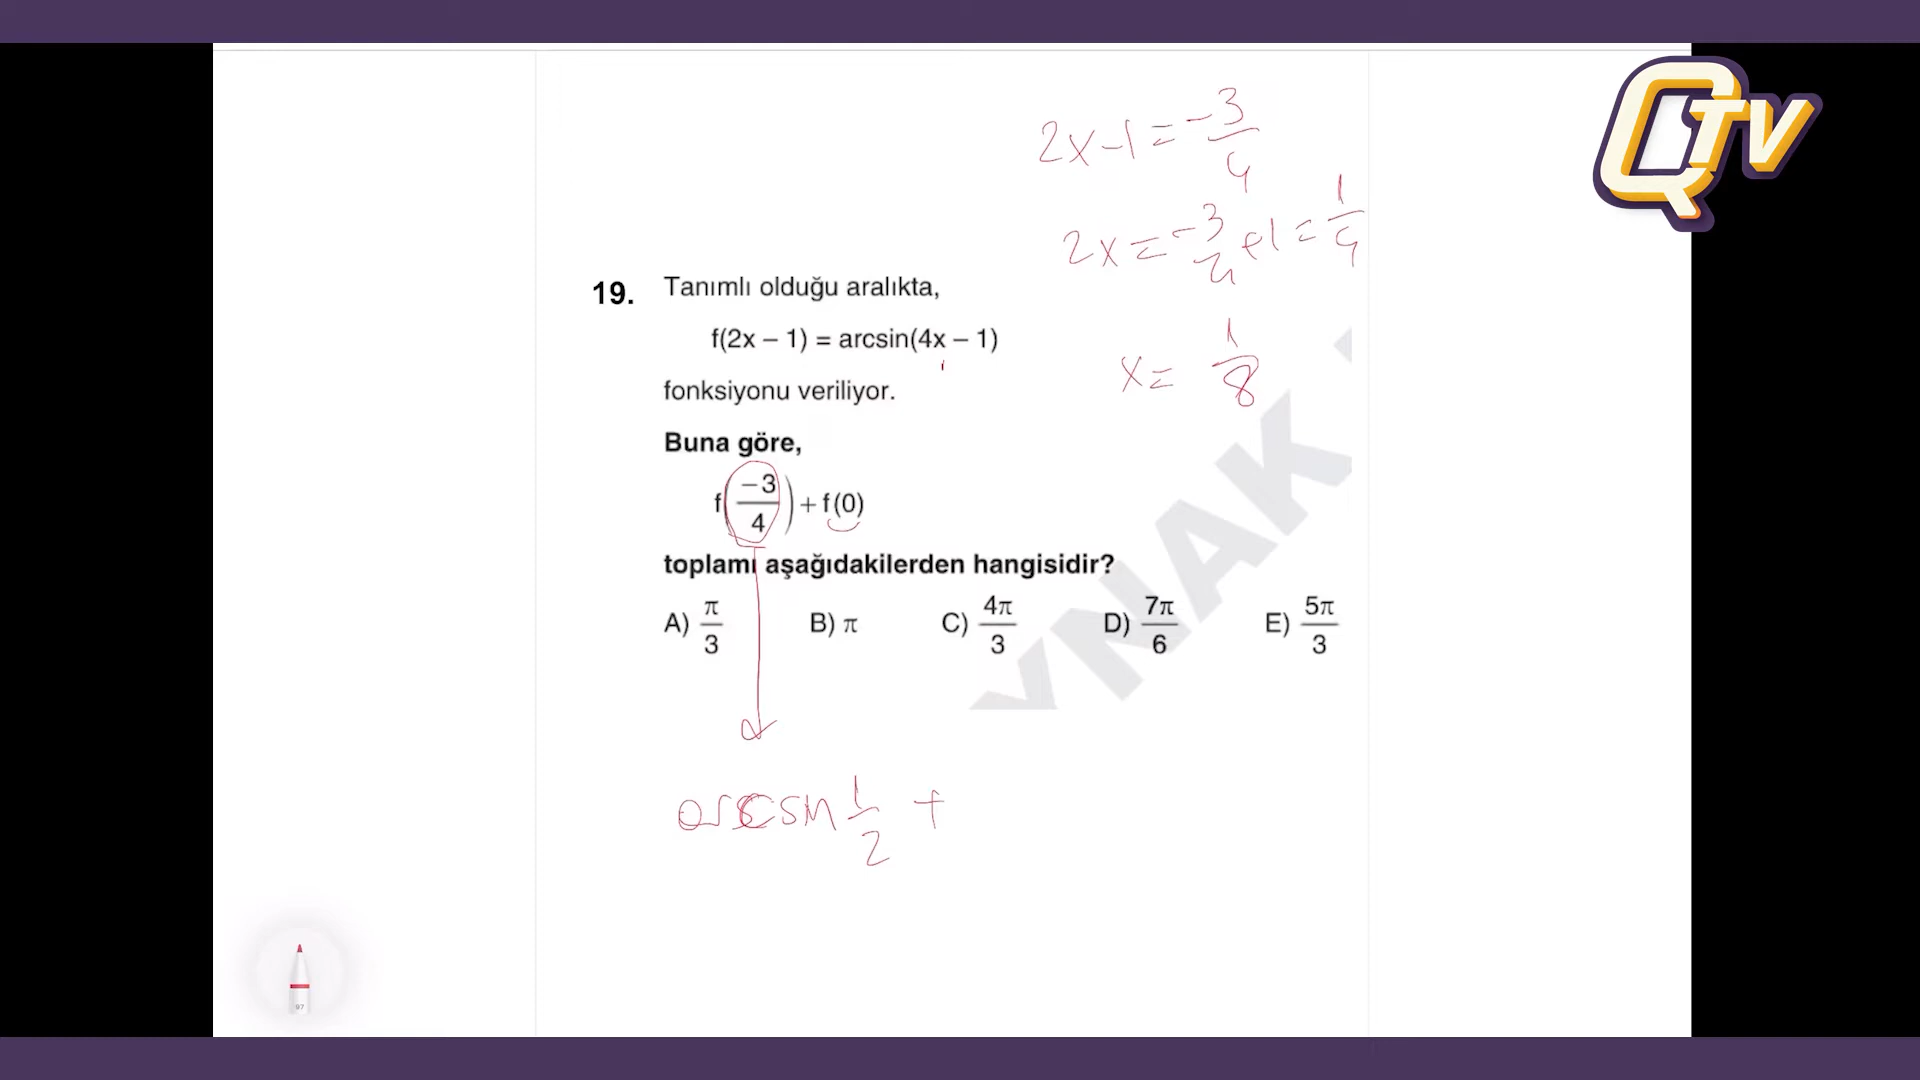 QTV
2x-1=-3/4
2x=-3/4+1=1/4
x=1/8
19. Tanımlı olduğu aralıkta,
f(2x – 1) = arcsin(4x – 1)
fonksiyonu veriliyor.
Buna göre,
f(-3/4) + f(0)
toplamı aşağıdakilerden hangisidir?
A) π/3 B) π C) 4π/3 D) 7π/6 E) 5π/3
arcsin 1/2 +
YNAK
97